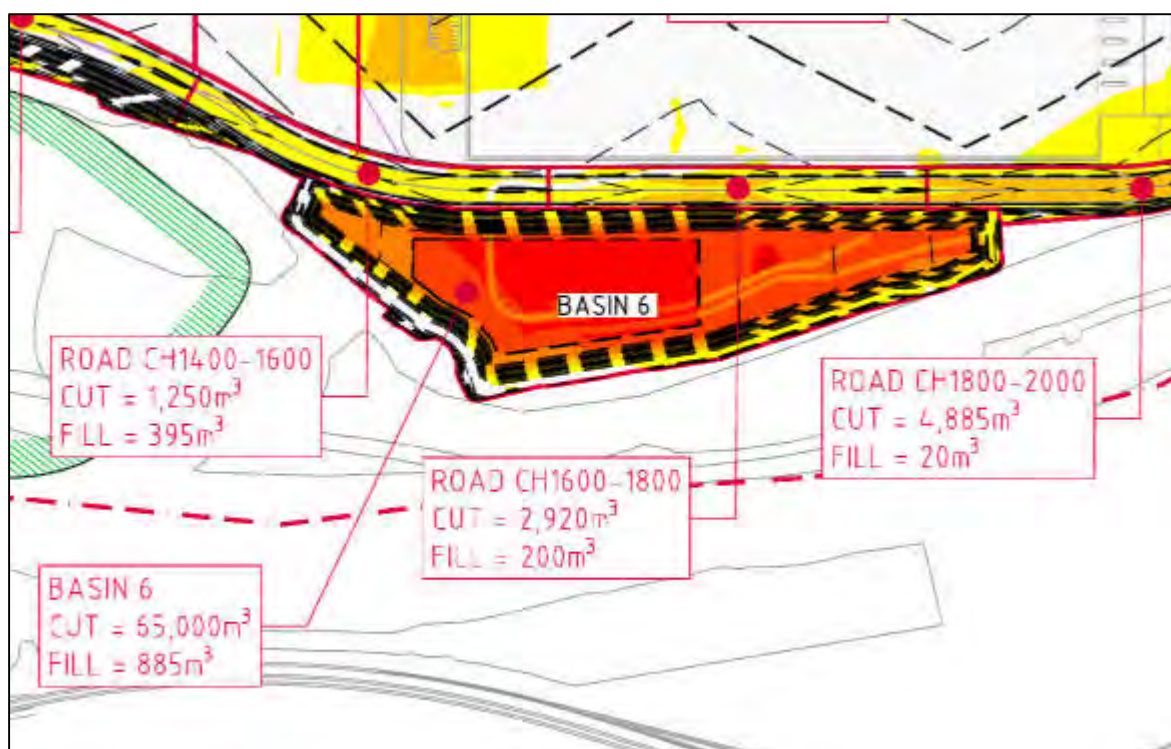 BASIN 6
ROAD CH1400-1600
CUT = 1,250m³
FILL = 395m³
ROAD CH1800-2000
CUT = 4,885m³
FILL = 20m³
ROAD CH1600-1800
CUT = 2,920m³
FILL = 200m³
BASIN 6
CUT = 65,000m³
FILL = 885m³